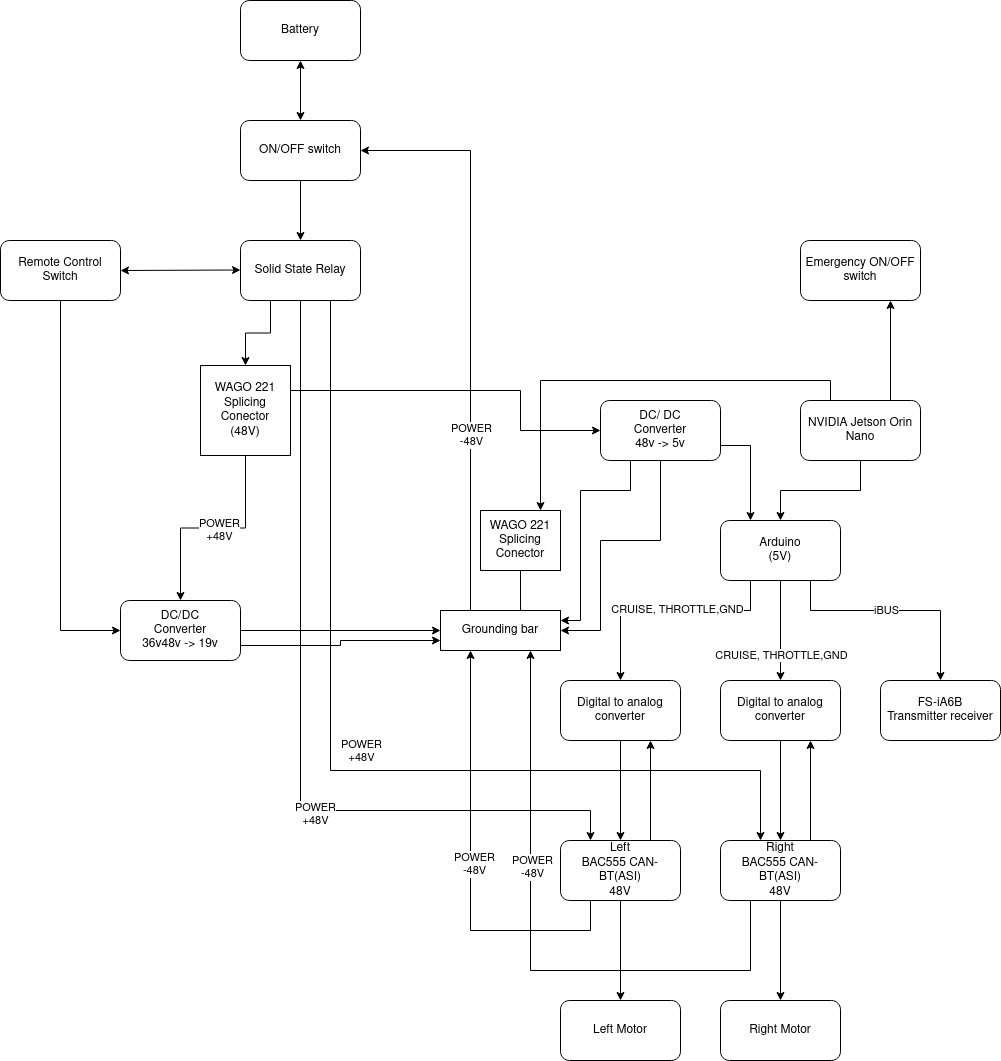 Battery
ON/OFF switch
Remote Control
Switch
Solid State Relay
Emergency ON/OFF
switch
WAGO 221
Splicing
Conector
(48V)
POWER
-48V
DC/ DC
Converter
48v -> 5v
NVIDIA Jetson Orin
Nano
POWER
+48V
WAGO 221
Splicing
Conector
Arduino
(5V)
DC/DC
Converter
36v48v -> 19v
Grounding bar
CRUISE, THROTTLE,GND
iBUS
CRUISE, THROTTLE,GND
Digital to analog
converter
Digital to analog
converter
FS-iA6B
Transmitter receiver
POWER
+48V
POWER
+48V
POWER
-48V
POWER
-48V
Left
BAC555 CAN-
BT(ASI)
48V
Right
BAC555 CAN-
BT(ASI)
48V
Left Motor
Right Motor